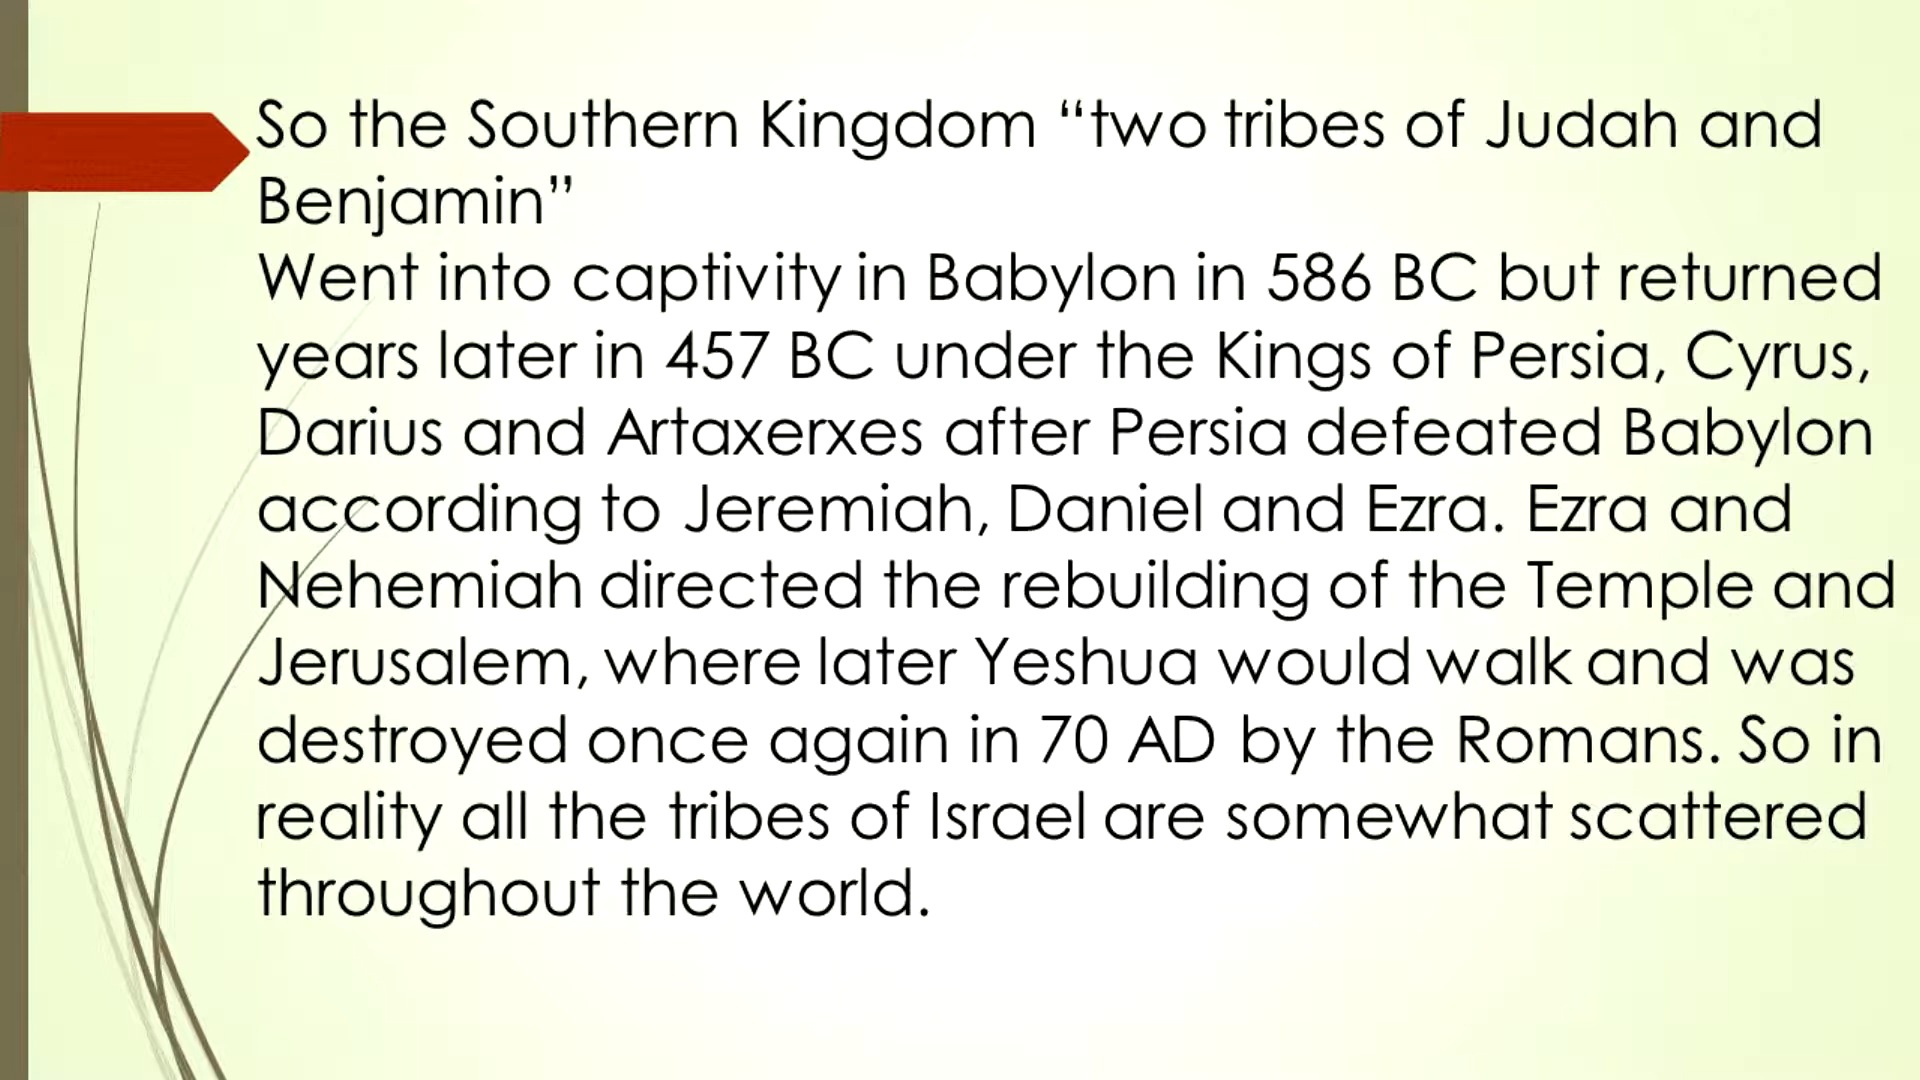 So the Southern Kingdom “two tribes of Judah and
Benjamin”
Went into captivity in Babylon in 586 BC but returned
years later in 457 BC under the Kings of Persia, Cyrus,
Darius and Artaxerxes after Persia defeated Babylon
according to Jeremiah, Daniel and Ezra. Ezra and
Nehemiah directed the rebuilding of the Temple and
Jerusalem, where later Yeshua would walk and was
destroyed once again in 70 AD by the Romans. So in
reality all the tribes of Israel are somewhat scattered
throughout the world.